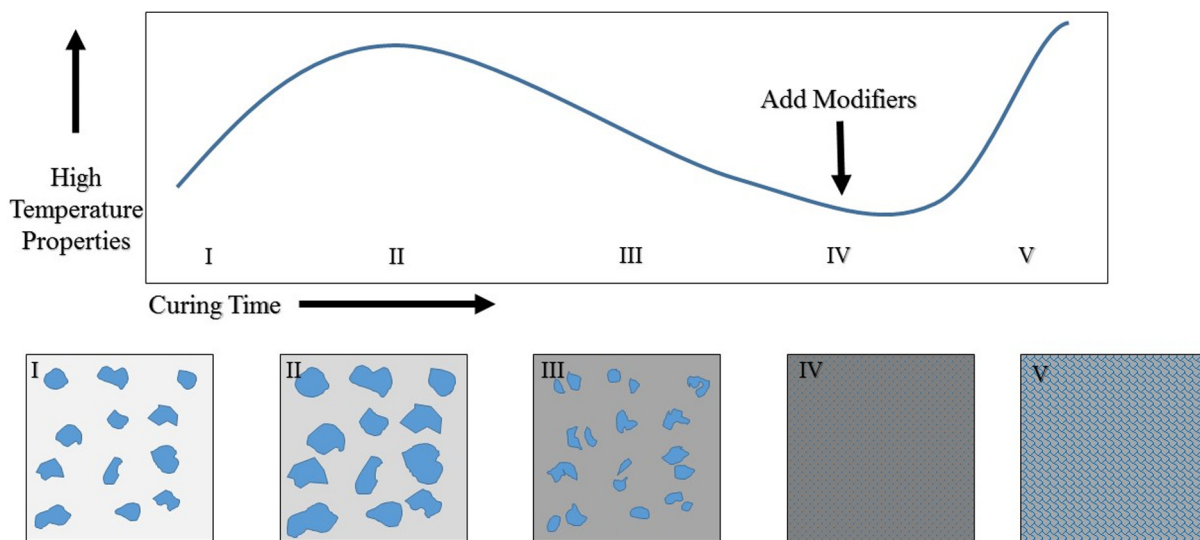 Add Modifiers
High
Temperature
Properties
I II III IV V
Curing Time
I II III IV V